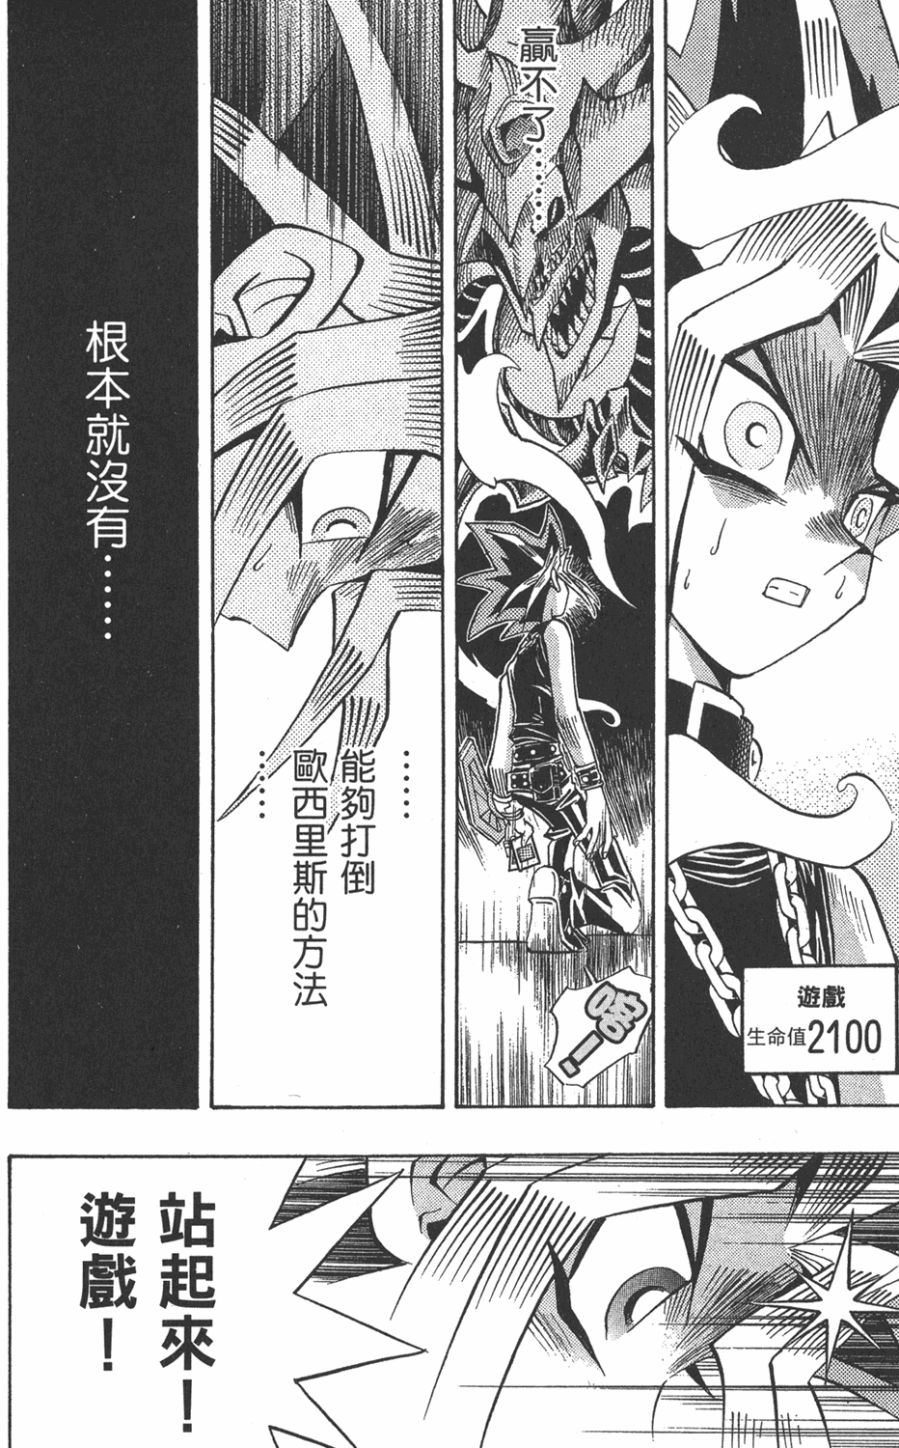 遊戲
生命值2100
贏不了………
喀！
……
能夠打倒
歐西里斯的方法
……
根本就沒有……
站起來！
遊戲！